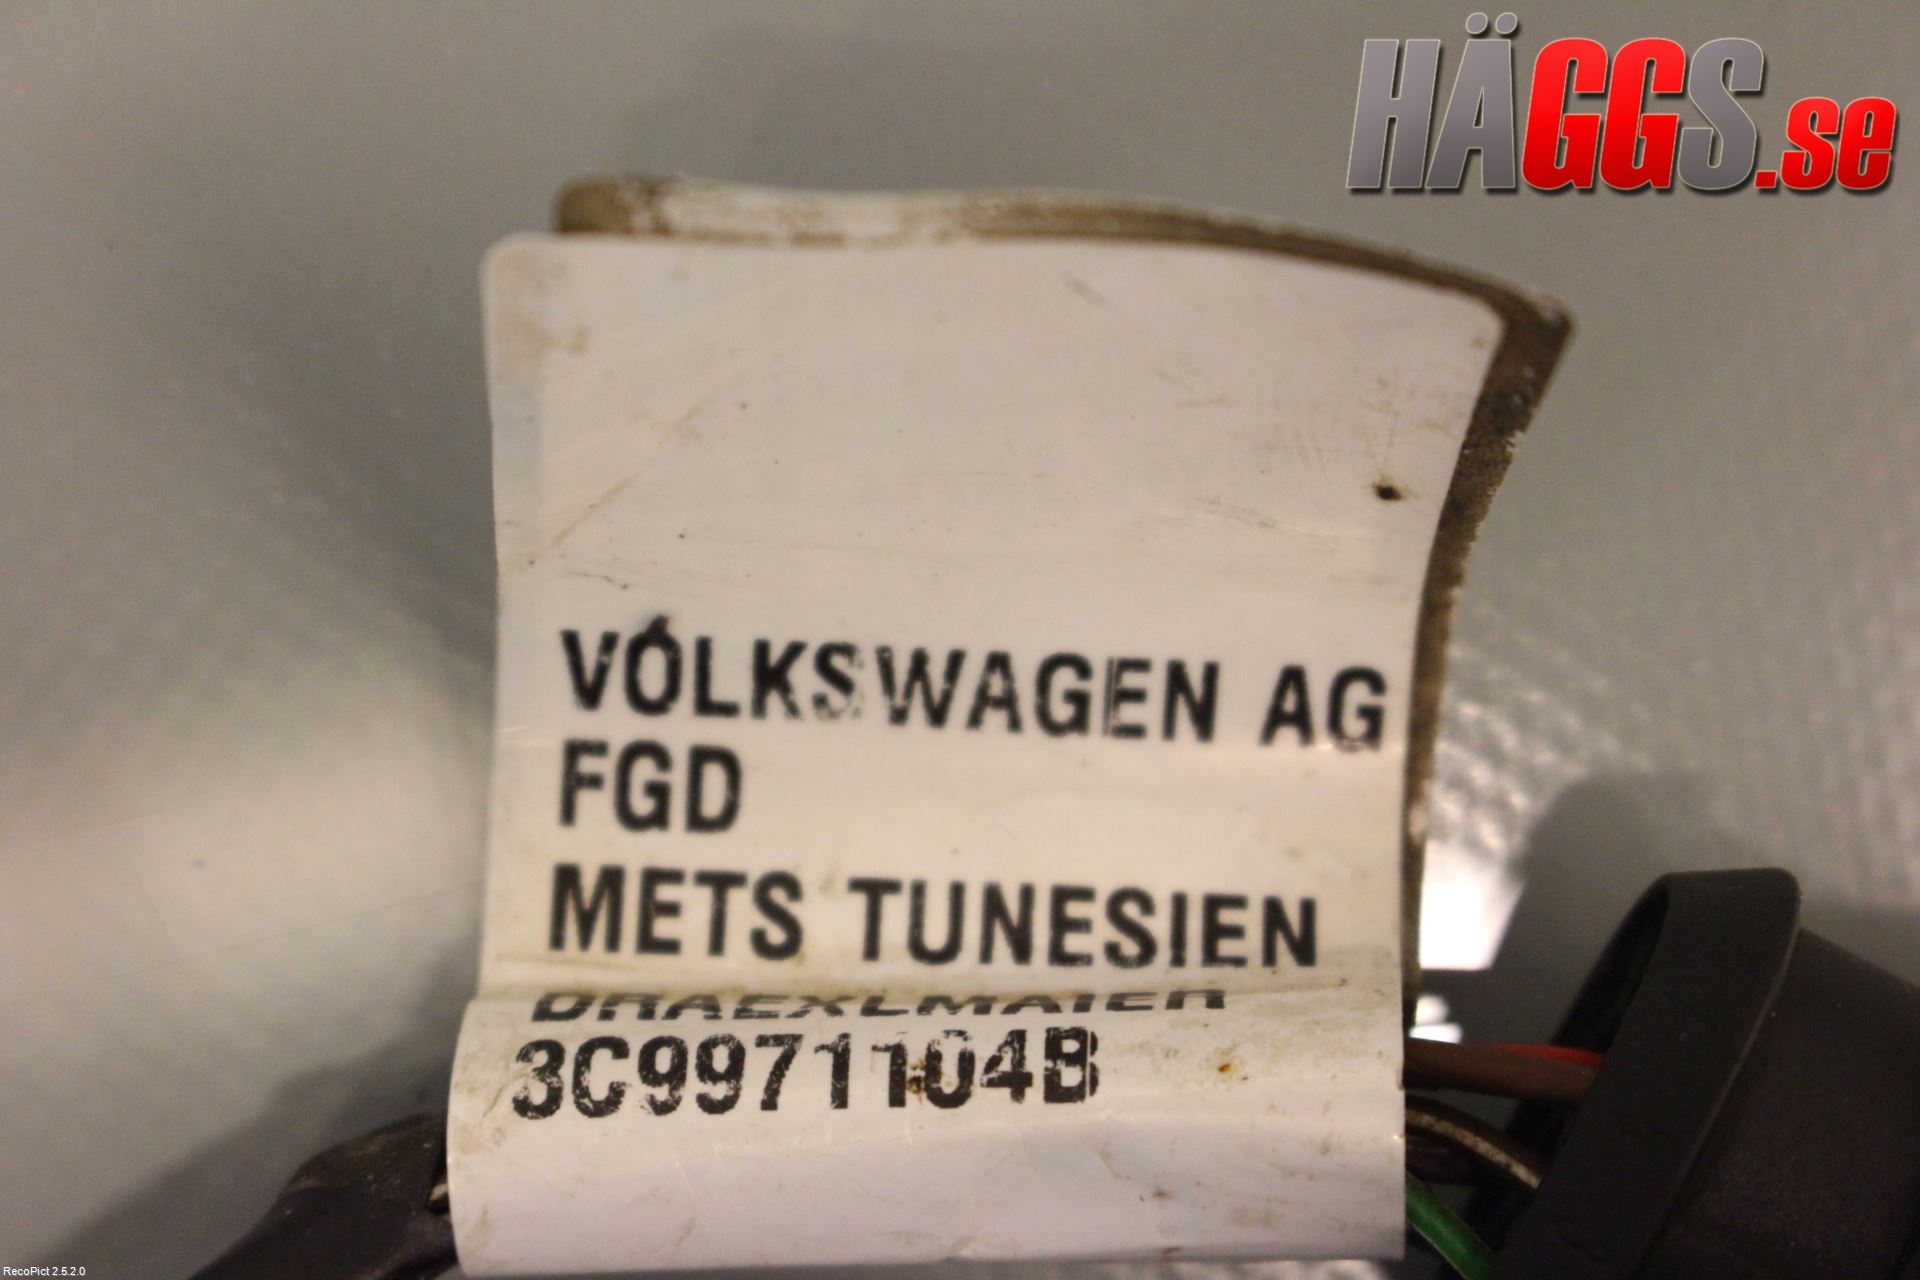 HÄGGS.se
VOLKSWAGEN AG
FGD
METS TUNESIEN
DRAEXLMAIER
3C9971104B
RecoPict 2.5.2.0